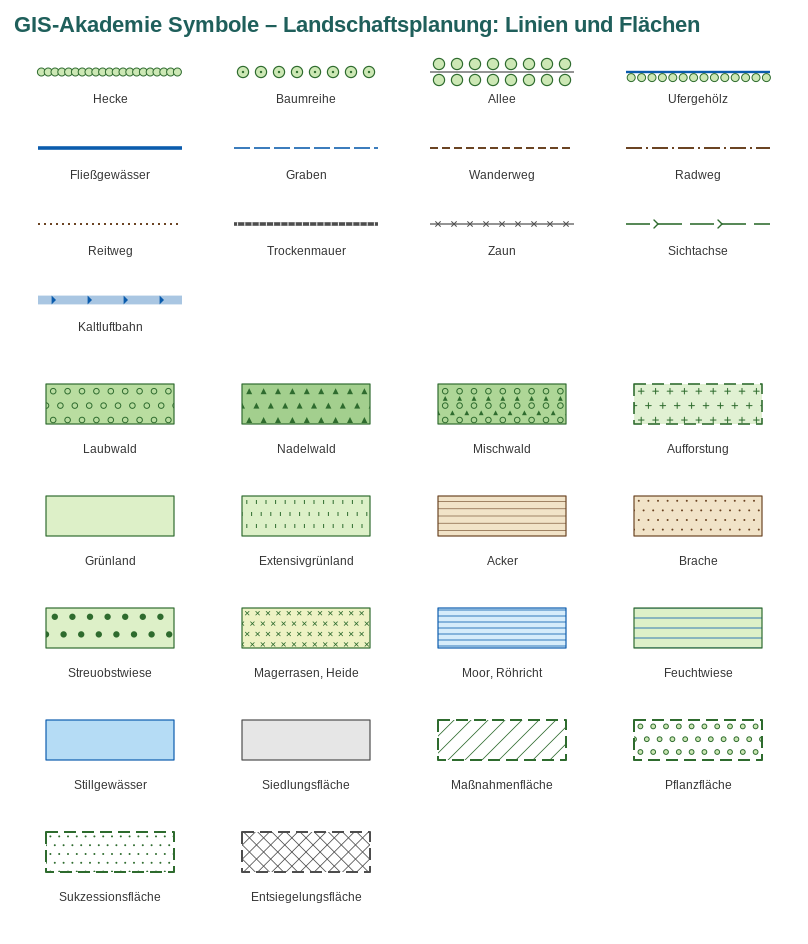 GIS-Akademie Symbole – Landschaftsplanung: Linien und Flächen
Hecke
Baumreihe
Allee
Ufergehölz
Fließgewässer
Graben
Wanderweg
Radweg
Reitweg
Trockenmauer
Zaun
Sichtachse
Kaltluftbahn
Laubwald
Nadelwald
Mischwald
Aufforstung
Grünland
Extensivgrünland
Acker
Brache
Streuobstwiese
Magerrasen, Heide
Moor, Röhricht
Feuchtwiese
Stillgewässer
Siedlungsfläche
Maßnahmenfläche
Pflanzfläche
Sukzessionsfläche
Entsiegelungsfläche